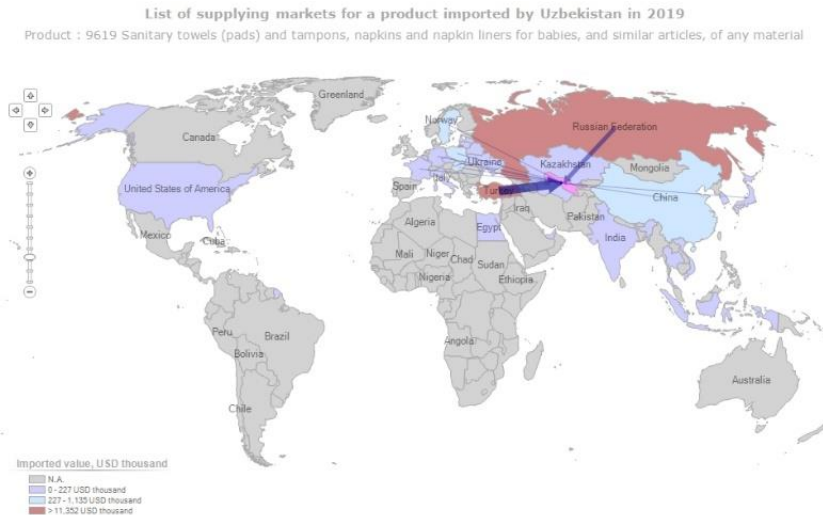 List of supplying markets for a product imported by Uzbekistan in 2019
Product : 9619 Sanitary towels (pads) and tampons, napkins and napkin liners for babies, and similar articles, of any material
Greenland
Norway
Russian Federation
Canada
Ukraine
Kazakhstan
Mongolia
United States of America
Italy
Spain
Turkey
China
Iraq
Algeria
Pakistan
Mexico
Cuba
Egypt
India
Mali
Niger
Chad
Sudan
Nigeria
Ethiopia
Peru
Brazil
Angola
Bolivia
Australia
Chile
Imported value, USD thousand
N.A.
0 - 227 USD thousand
227 - 1,135 USD thousand
> 11,352 USD thousand